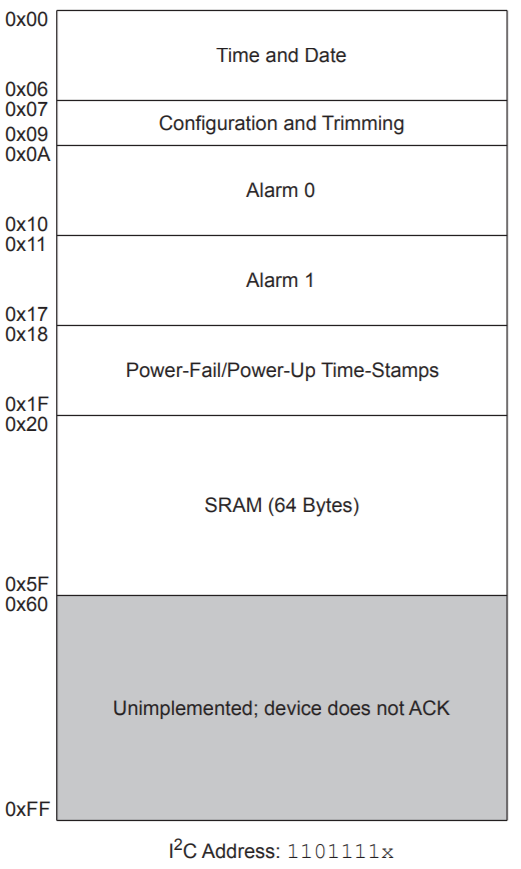 0x00
Time and Date
0x06
0x07
Configuration and Trimming
0x09
0x0A
Alarm 0
0x10
0x11
Alarm 1
0x17
0x18
Power-Fail/Power-Up Time-Stamps
0x1F
0x20
SRAM (64 Bytes)
0x5F
0x60
Unimplemented; device does not ACK
0xFF
I²C Address: 1101111x